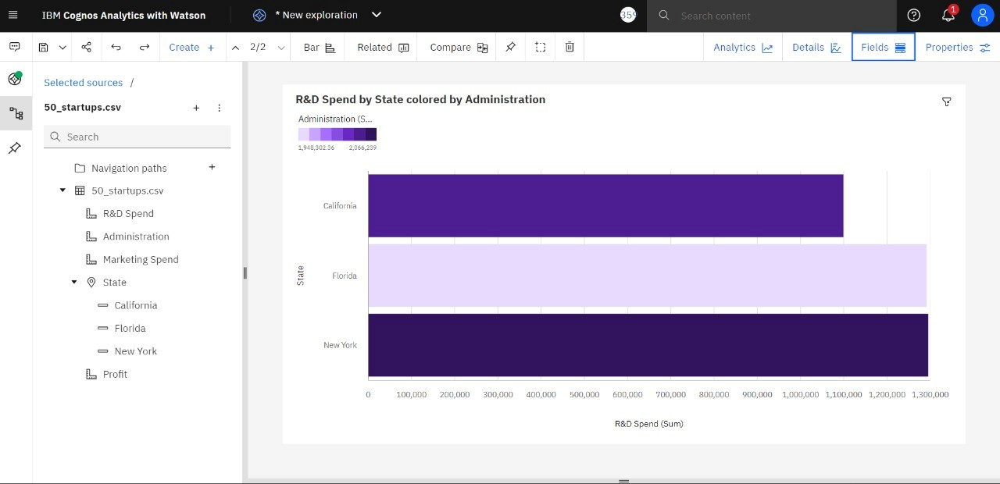 IBM Cognos Analytics with Watson
* New exploration
359
Search content
1
Create +
2/2
Bar
Related
Compare
Analytics
Details
Fields
Properties
Selected sources /
50_startups.csv
Search
Navigation paths
50_startups.csv
R&D Spend
Administration
Marketing Spend
State
California
Florida
New York
Profit
R&D Spend by State colored by Administration
Administration (S...
1,948,302.36 2,066,239
California
Florida
New York
State
0 100,000 200,000 300,000 400,000 500,000 600,000 700,000 800,000 900,000 1,000,000 1,100,000 1,200,000 1,300,000
R&D Spend (Sum)